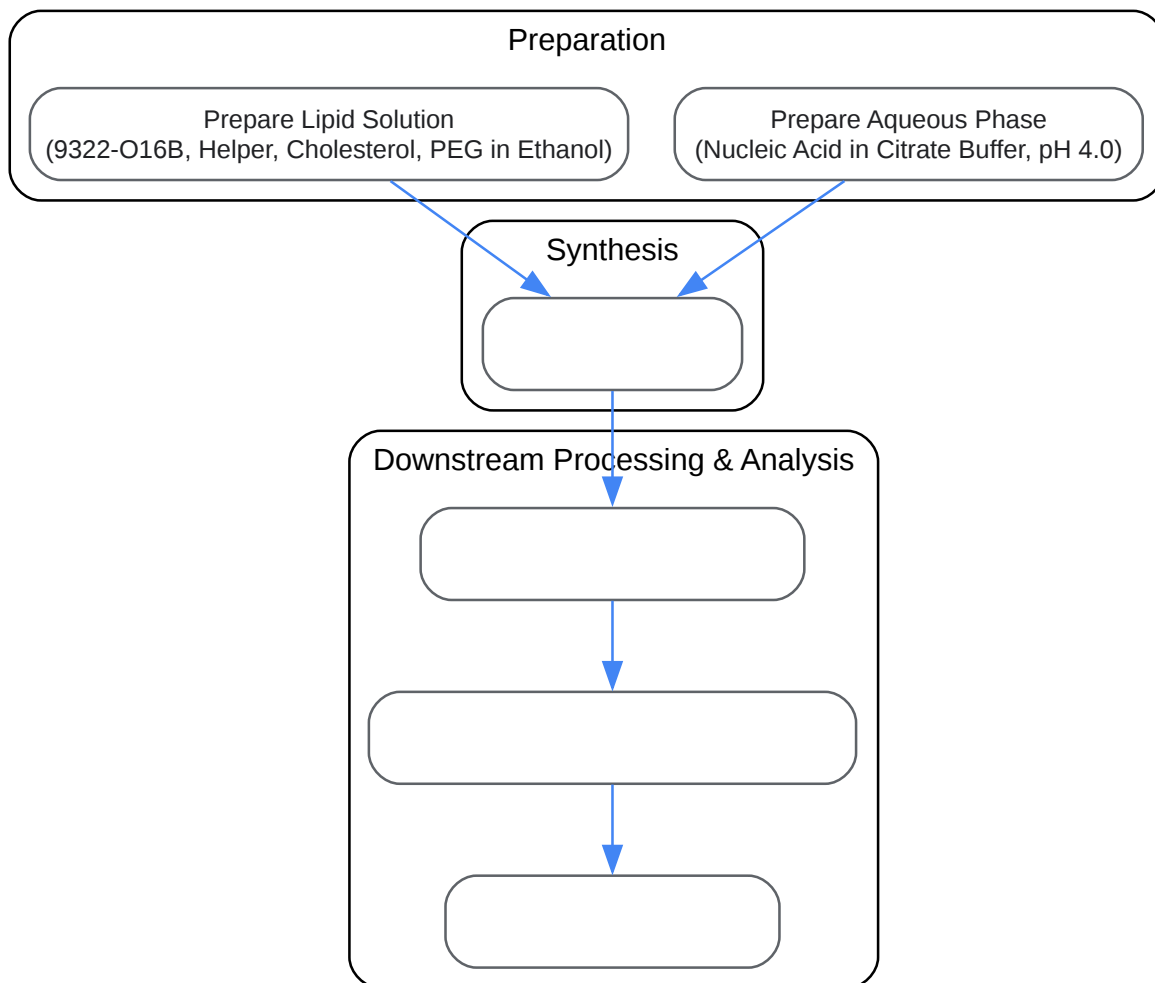 Preparation
Prepare Lipid Solution
(9322-O16B, Helper, Cholesterol, PEG in Ethanol)
Prepare Aqueous Phase
(Nucleic Acid in Citrate Buffer, pH 4.0)
Synthesis
Downstream Processing & Analysis